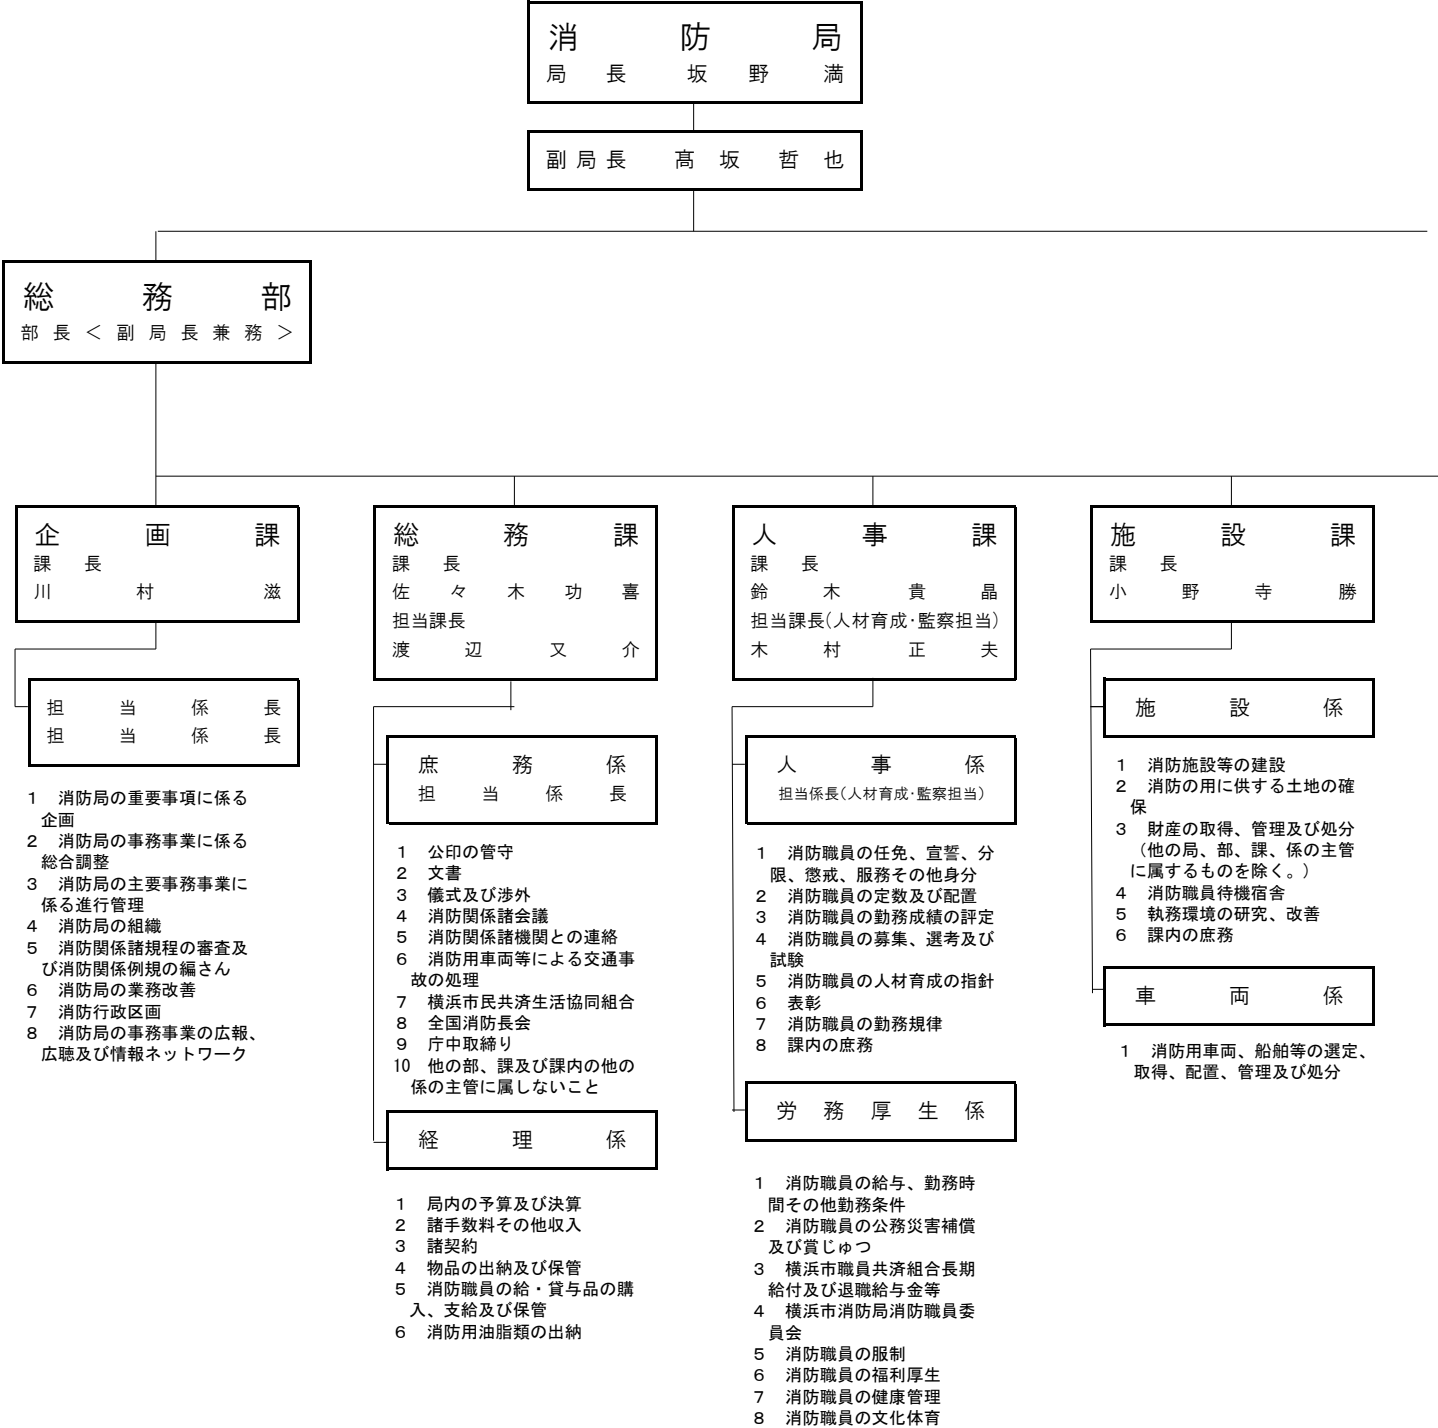 消防局
局長 坂野 満
副局長 髙坂 哲也
総務部
部長＜副局長兼務＞
企画課
課長
川村 滋
担当係長
担当係長
1 消防局の重要事項に係る
企画
2 消防局の事務事業に係る
総合調整
3 消防局の主要事務事業に
係る進行管理
4 消防局の組織
5 消防関係諸規程の審査及
び消防関係例規の編さん
6 消防局の業務改善
7 消防行政区画
8 消防局の事務事業の広報、
広聴及び情報ネットワーク
総務課
課長
佐々木 功喜
担当課長
渡辺 又介
庶務係
担当係長
1 公印の管守
2 文書
3 儀式及び渉外
4 消防関係諸会議
5 消防関係諸機関との連絡
6 消防用車両等による交通事
故の処理
7 横浜市民共済生活協同組合
8 全国消防長会
9 庁中取締り
10 他の部、課及び課内の他の
係の主管に属しないこと
経理係
1 局内の予算及び決算
2 諸手数料その他収入
3 諸契約
4 物品の出納及び保管
5 消防職員の給・貸与品の購
入、支給及び保管
6 消防用油脂類の出納
人事課
課長
鈴木 貴晶
担当課長（人材育成・監察担当）
木村 正夫
人事係
担当係長（人材育成・監察担当）
1 消防職員の任免、宣誓、分
限、懲戒、服務その他身分
2 消防職員の定数及び配置
3 消防職員の勤務成績の評定
4 消防職員の募集、選考及び
試験
5 消防職員の人材育成の指針
6 表彰
7 消防職員の勤務規律
8 課内の庶務
労務厚生係
1 消防職員の給与、勤務時
間その他勤務条件
2 消防職員の公務災害補償
及び賞じゅつ
3 横浜市職員共済組合長期
給付及び退職給与金等
4 横浜市消防局消防職員委
員会
5 消防職員の服制
6 消防職員の福利厚生
7 消防職員の健康管理
8 消防職員の文化体育
施設課
課長
小野寺 勝
施設係
1 消防施設等の建設
2 消防の用に供する土地の確
保
3 財産の取得、管理及び処分
（他の局、部、課、係の主管
に属するものを除く。）
4 消防職員待機宿舎
5 執務環境の研究、改善
6 課内の庶務
車両係
1 消防用車両、船舶等の選定、
取得、配置、管理及び処分